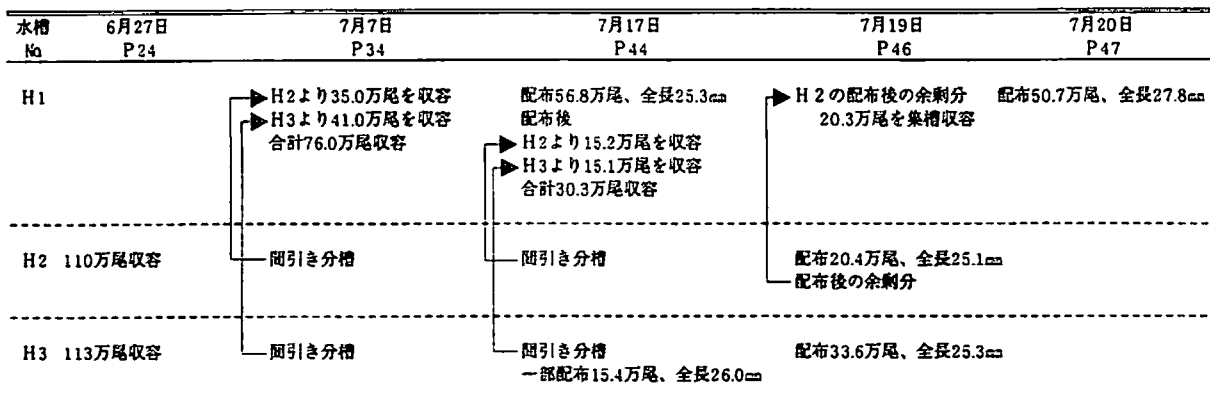 水槽 6月27日 7月7日 7月17日 7月19日 7月20日
No. P24 P34 P44 P46 P47
H1 H2より35.0万尾を収容 配布56.8万尾、全長25.3mm H2の配布後の余剰分 配布50.7万尾、全長27.8mm
H3より41.0万尾を収容 配布後 20.3万尾を集槽収容
合計76.0万尾収容 H2より15.2万尾を収容
H3より15.1万尾を収容
合計30.3万尾収容
H2 110万尾収容 間引き分槽 間引き分槽 配布20.4万尾、全長25.1mm
配布後の余剰分
H3 113万尾収容 間引き分槽 間引き分槽 配布33.6万尾、全長25.3mm
一部配布15.4万尾、全長26.0mm